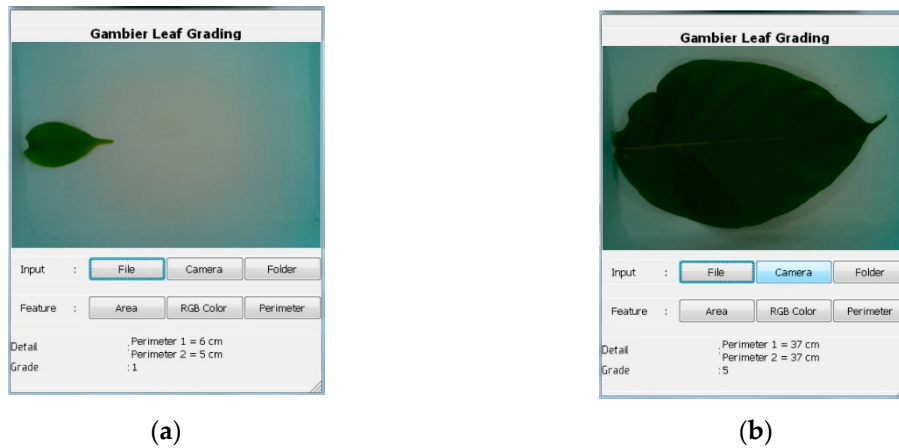 Gambier Leaf Grading
Input : File Camera Folder
Feature : Area RGB Color Perimeter
Detail : Perimeter 1 = 6 cm
Perimeter 2 = 5 cm
Grade : 1
(a)
Gambier Leaf Grading
Input : File Camera Folder
Feature : Area RGB Color Perimeter
Detail : Perimeter 1 = 37 cm
Perimeter 2 = 37 cm
Grade : 5
(b)